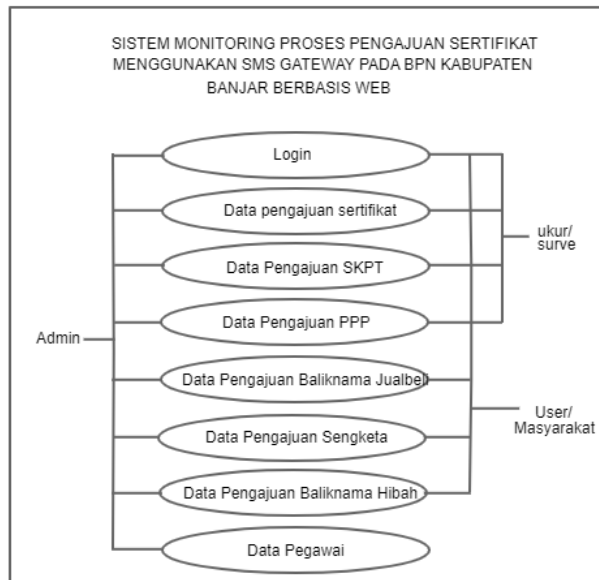 SISTEM MONITORING PROSES PENGAJUAN SERTIFIKAT
MENGGUNAKAN SMS GATEWAY PADA BPN KABUPATEN
BANJAR BERBASIS WEB
Login
Data pengajuan sertifikat
ukur/
surve
Data Pengajuan SKPT
Data Pengajuan PPP
Admin
Data Pengajuan Baliknama Jualbeli
User/
Masyarakat
Data Pengajuan Sengketa
Data Pengajuan Baliknama Hibah
Data Pegawai